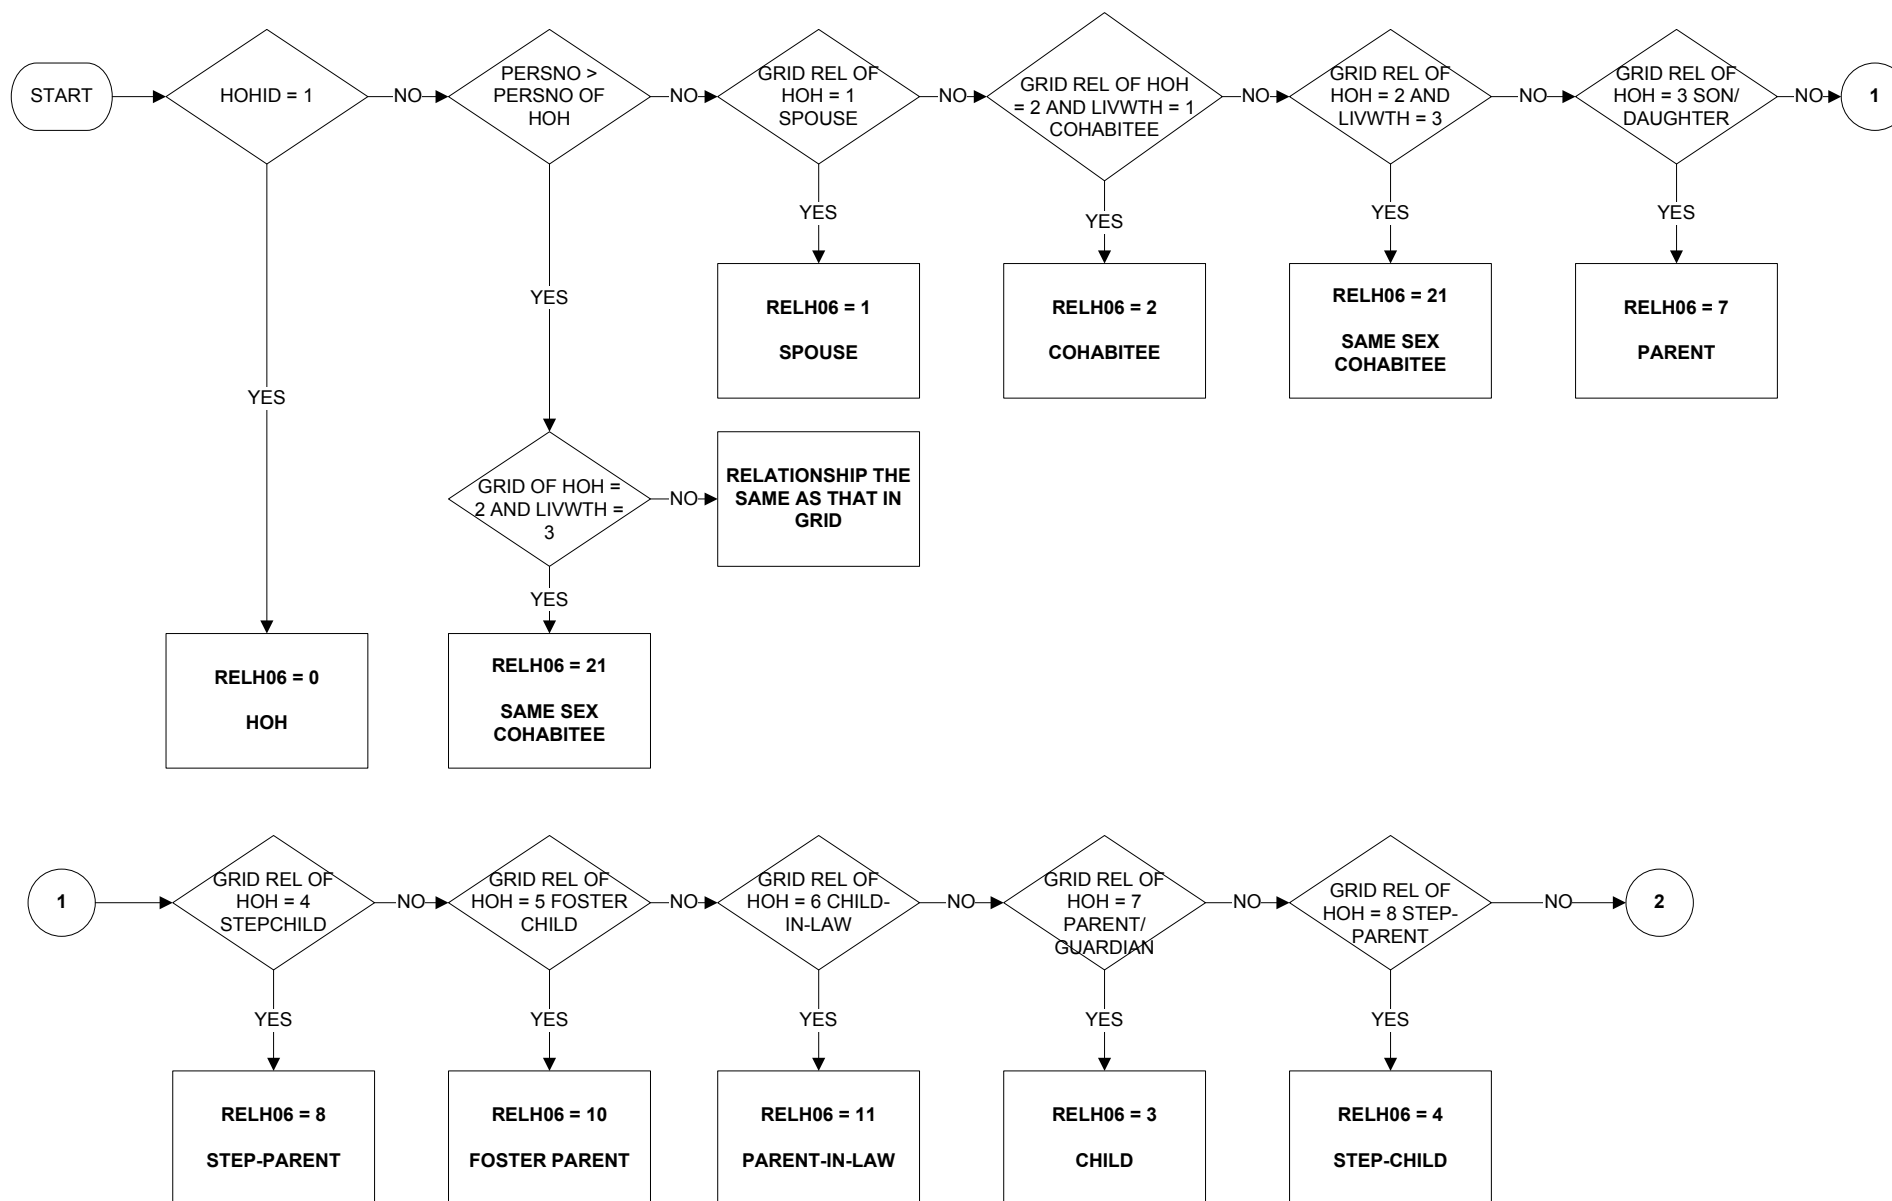 START
HOHID = 1
NO
PERSNO >
PERSNO OF
HOH
NO
GRID REL OF
HOH = 1
SPOUSE
NO
GRID REL OF HOH
= 2 AND LIVWTH = 1
COHABITEE
NO
GRID REL OF
HOH = 2 AND
LIVWTH = 3
NO
GRID REL OF
HOH = 3 SON/
DAUGHTER
NO
1
YES
YES
YES
YES
YES
YES
RELH06 = 1
SPOUSE
RELH06 = 2
COHABITEE
RELH06 = 21
SAME SEX
COHABITEE
RELH06 = 7
PARENT
GRID OF HOH =
2 AND LIVWTH =
3
NO
RELATIONSHIP THE
SAME AS THAT IN
GRID
YES
RELH06 = 0
HOH
RELH06 = 21
SAME SEX
COHABITEE
1
GRID REL OF
HOH = 4
STEPCHILD
NO
GRID REL OF
HOH = 5 FOSTER
CHILD
NO
GRID REL OF
HOH = 6 CHILD-
IN-LAW
NO
GRID REL OF
HOH = 7
PARENT/
GUARDIAN
NO
GRID REL OF
HOH = 8 STEP-
PARENT
NO
2
YES
YES
YES
YES
YES
RELH06 = 8
STEP-PARENT
RELH06 = 10
FOSTER PARENT
RELH06 = 11
PARENT-IN-LAW
RELH06 = 3
CHILD
RELH06 = 4
STEP-CHILD